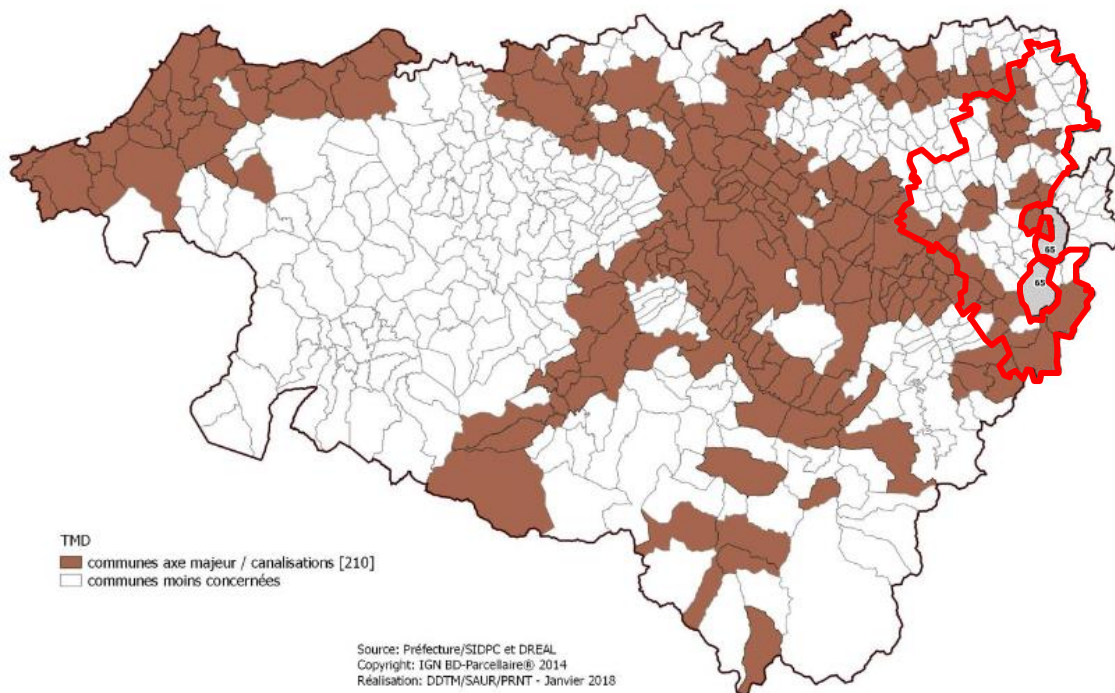 65
65
TMD
communes axe majeur / canalisations [210]
communes moins concernées
Source: Préfecture/SIDPC et DREAL
Copyright: IGN BD-Parcellaire® 2014
Réalisation: DDTM/SAUR/PRNT - Janvier 2018